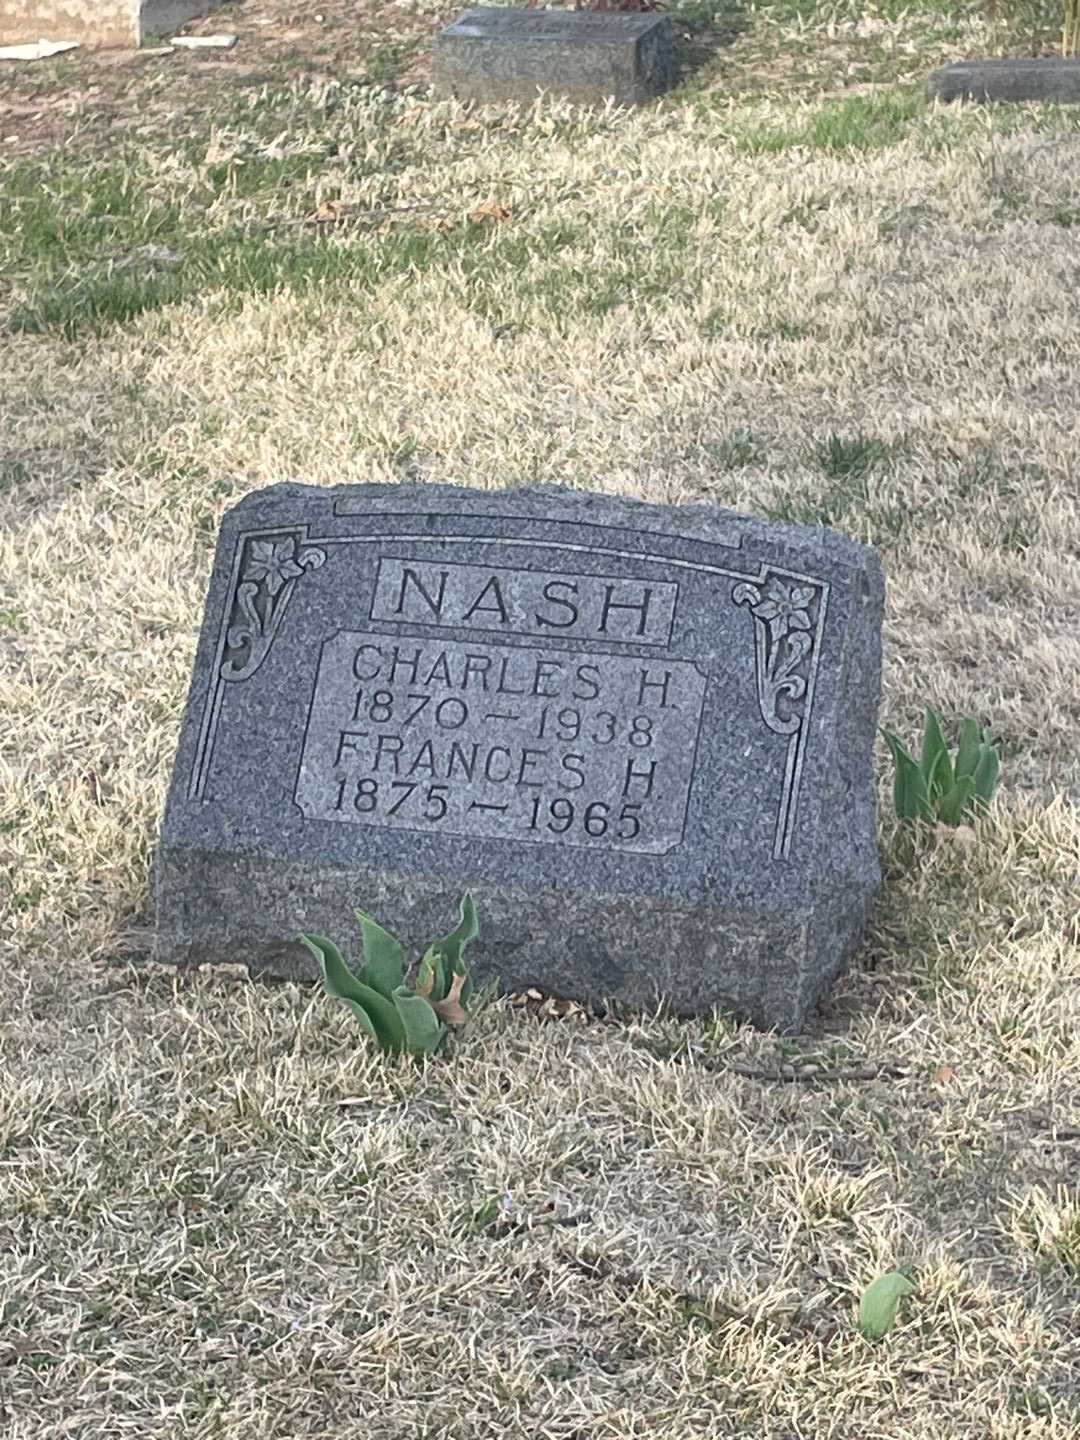 NASH
CHARLES H.
1870 – 1938
FRANCES H.
1875 – 1965